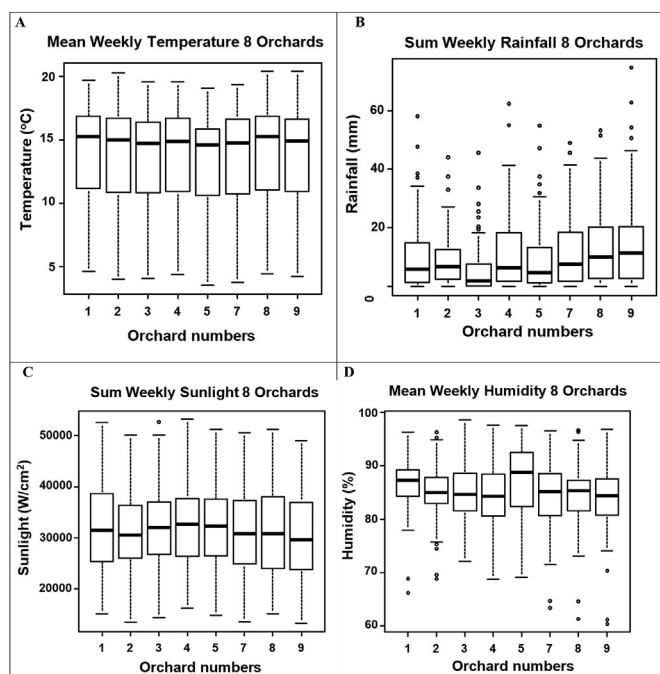 A
Mean Weekly Temperature 8 Orchards
Temperature (°C)
20
15
10
5
1 2 3 4 5 7 8 9
Orchard numbers
B
Sum Weekly Rainfall 8 Orchards
Rainfall (mm)
60
40
20
0
1 2 3 4 5 7 8 9
Orchard numbers
C
Sum Weekly Sunlight 8 Orchards
Sunlight (W/cm²)
50000
40000
30000
20000
1 2 3 4 5 7 8 9
Orchard numbers
D
Mean Weekly Humidity 8 Orchards
Humidity (%)
100
90
80
70
60
1 2 3 4 5 7 8 9
Orchard numbers